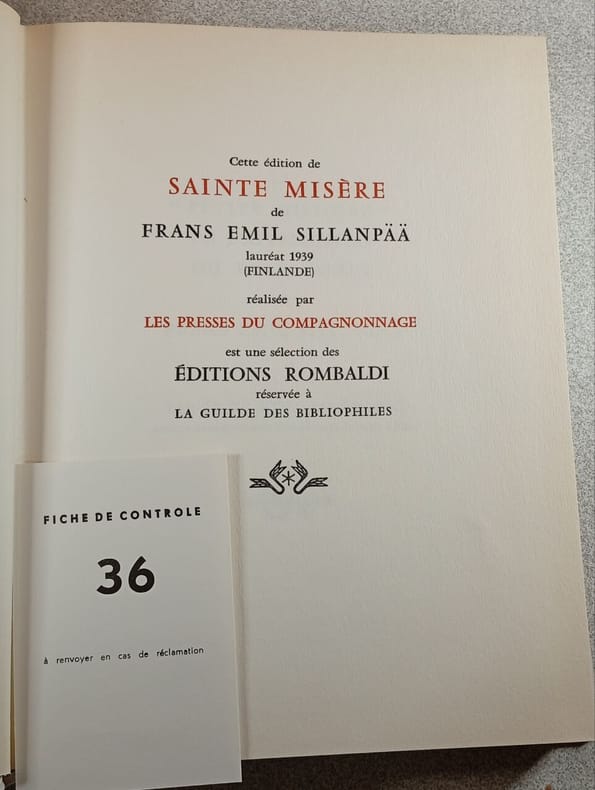 Cette édition de
SAINTE MISÈRE
de
FRANS EMIL SILLANPÄÄ
lauréat 1939
(FINLANDE)
réalisée par
LES PRESSES DU COMPAGNONNAGE
est une sélection des
ÉDITIONS ROMBALDI
réservée à
LA GUILDE DES BIBLIOPHILES
FICHE DE CONTROLE
36
à renvoyer en cas de réclamation